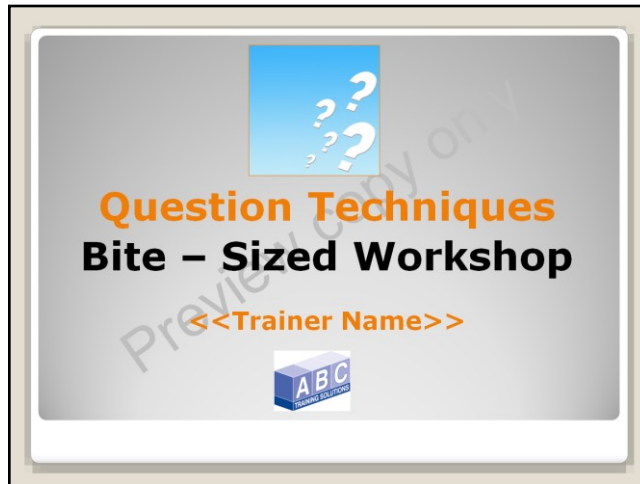 ? ? ? ? ?
Question Techniques
Bite – Sized Workshop
<<Trainer Name>>
Preview copy only
ABC
TRAINING SOLUTIONS